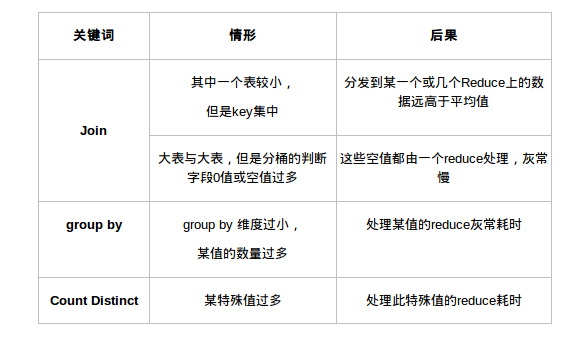 关键词 情形 后果
Join
其中一个表较小，
但是key集中
分发到某一个或几个Reduce上的数
据远高于平均值
大表与大表，但是分桶的判断
字段0值或空值过多
这些空值都由一个reduce处理，灰常
慢
group by
group by 维度过小，
某值的数量过多
处理某值的reduce灰常耗时
Count Distinct
某特殊值过多
处理此特殊值的reduce耗时